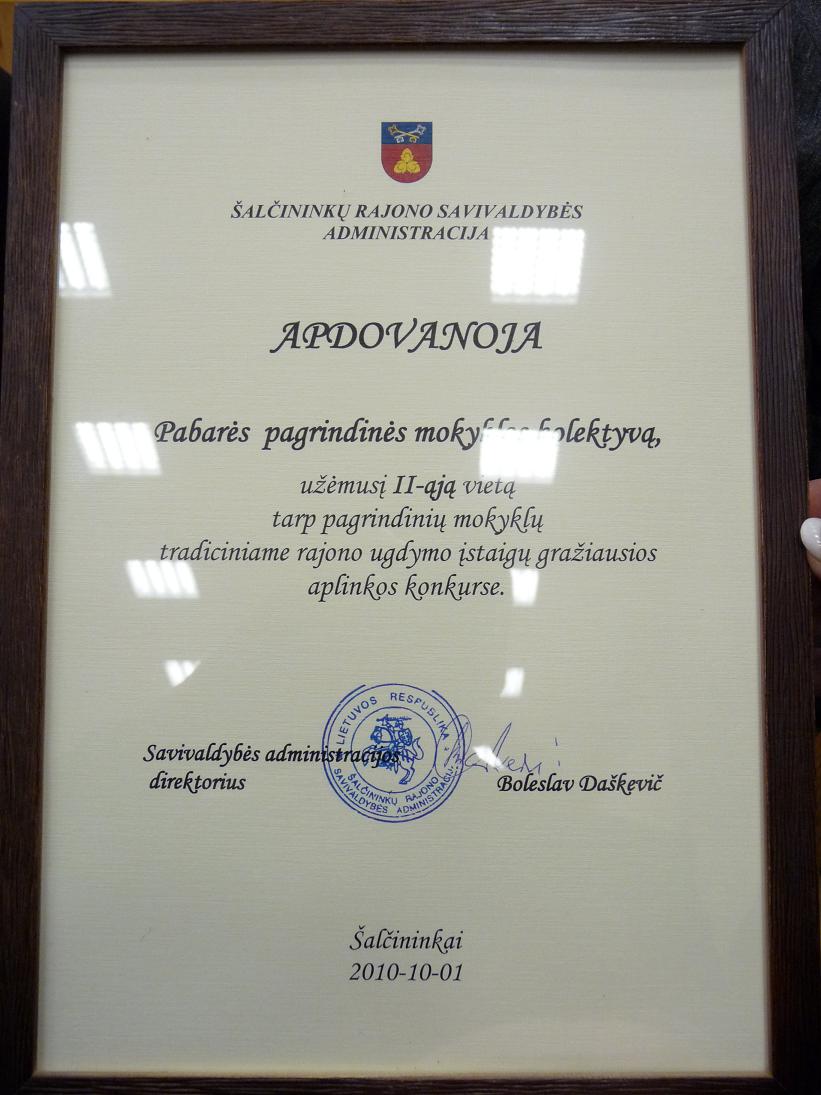 ŠALČININKŲ RAJONO SAVIVALDYBĖS
ADMINISTRACIJA
APDOVANOJA
Pabarės pagrindinės mokyklos kolektyvą,
užėmusį II-ąją vietą
tarp pagrindinių mokyklų
tradiciniame rajono ugdymo įstaigų gražiausios
aplinkos konkurse.
LIETUVOS RESPUBLIKA
ŠALČININKŲ RAJONO
SAVIVALDYBĖS ADMINISTRACIJA
Savivaldybės administracijos
direktorius
Boleslav Daškevič
Šalčininkai
2010-10-01